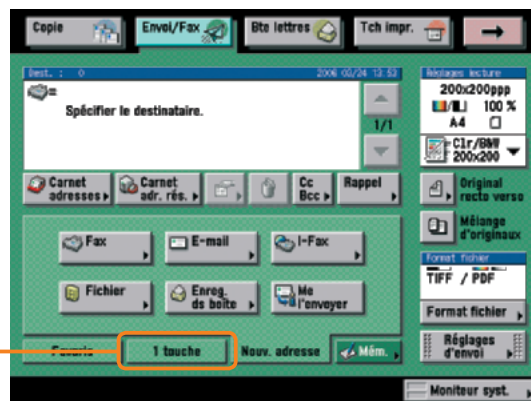 Copie
Envoi/Fax
Bte lettres
Tch impr.
Dest. : 0
2006 03/24 13:53
Spécifier le destinataire.
1/1
Carnet
adresses
Carnet
adr. rés.
Cc
Bcc
Rappel
Fax
E-mail
I-Fax
Fichier
Enreg.
ds boîte
Me
l'envoyer
Favoris
1 touche
Nouv. adresse
Mém.
Réglages lecture
200x200ppp
100 %
A4
Clr/B&W
200x200
Original
recto verso
Mélange
d'originaux
Format fichier
TIFF / PDF
Format fichier
Réglages
d'envoi
Moniteur syst.